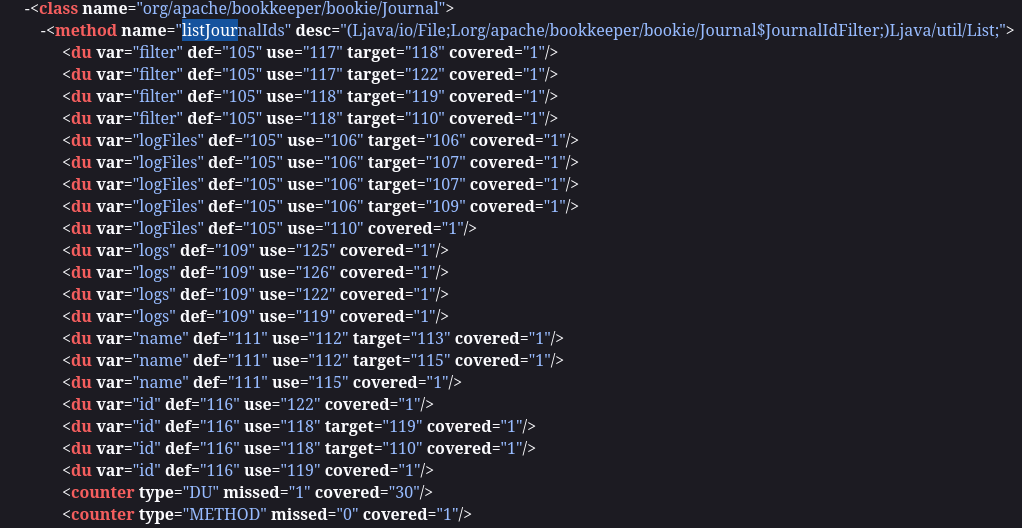 -<class name="org/apache/bookkeeper/bookie/Journal">
-<method name="listJournalIds" desc="(Ljava/io/File;Lorg/apache/bookkeeper/bookie/Journal$JournalIdFilter;)Ljava/util/List;">
<du var="filter" def="105" use="117" target="118" covered="1"/>
<du var="filter" def="105" use="117" target="122" covered="1"/>
<du var="filter" def="105" use="118" target="119" covered="1"/>
<du var="filter" def="105" use="118" target="110" covered="1"/>
<du var="logFiles" def="105" use="106" target="106" covered="1"/>
<du var="logFiles" def="105" use="106" target="107" covered="1"/>
<du var="logFiles" def="105" use="106" target="107" covered="1"/>
<du var="logFiles" def="105" use="106" target="109" covered="1"/>
<du var="logFiles" def="105" use="110" covered="1"/>
<du var="logs" def="109" use="125" covered="1"/>
<du var="logs" def="109" use="126" covered="1"/>
<du var="logs" def="109" use="122" covered="1"/>
<du var="logs" def="109" use="119" covered="1"/>
<du var="name" def="111" use="112" target="113" covered="1"/>
<du var="name" def="111" use="112" target="115" covered="1"/>
<du var="name" def="111" use="115" covered="1"/>
<du var="id" def="116" use="122" covered="1"/>
<du var="id" def="116" use="118" target="119" covered="1"/>
<du var="id" def="116" use="118" target="110" covered="1"/>
<du var="id" def="116" use="119" covered="1"/>
<counter type="DU" missed="1" covered="30"/>
<counter type="METHOD" missed="0" covered="1"/>